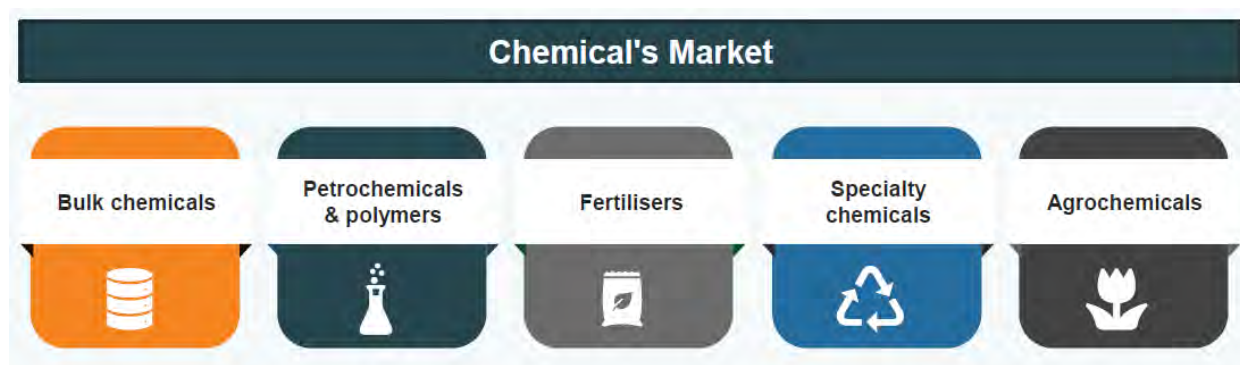 Chemical's Market
Bulk chemicals
Petrochemicals
& polymers
Fertilisers
Specialty
chemicals
Agrochemicals